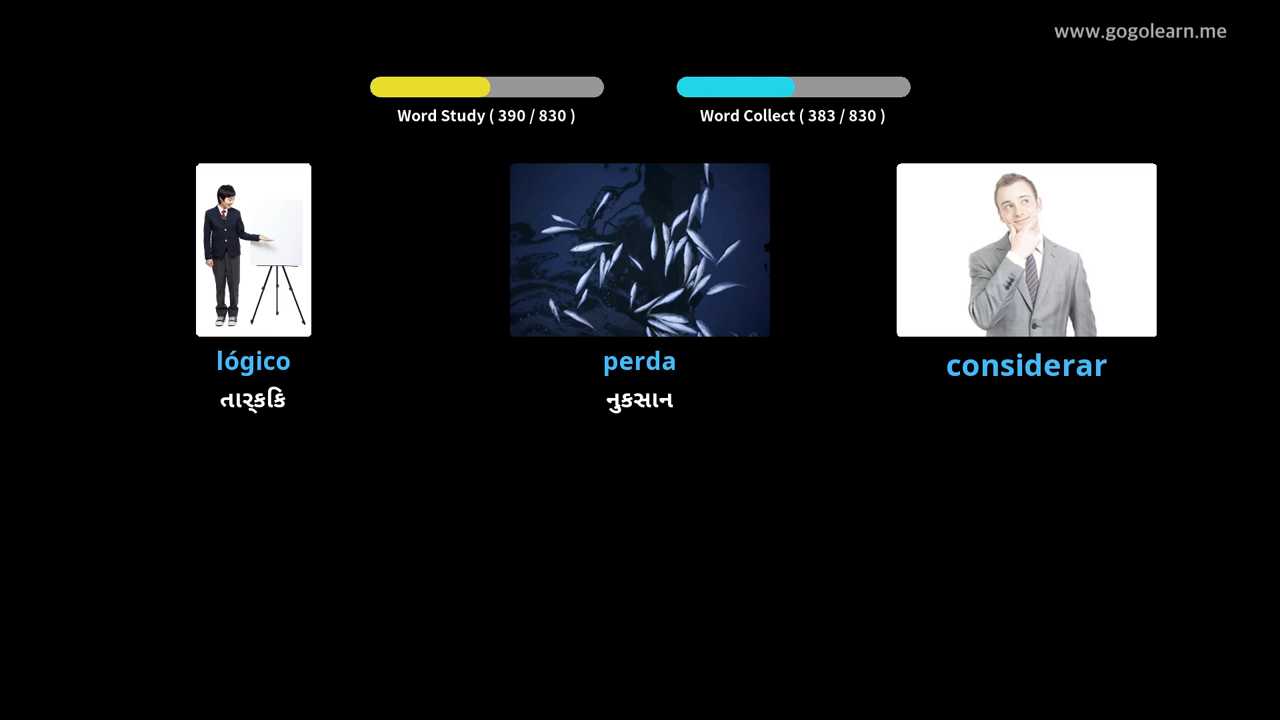 www.gogolearn.me
Word Study ( 390 / 830 )
Word Collect ( 383 / 830 )
lógico
perda
considerar
તાર્કિક
નુકસાન